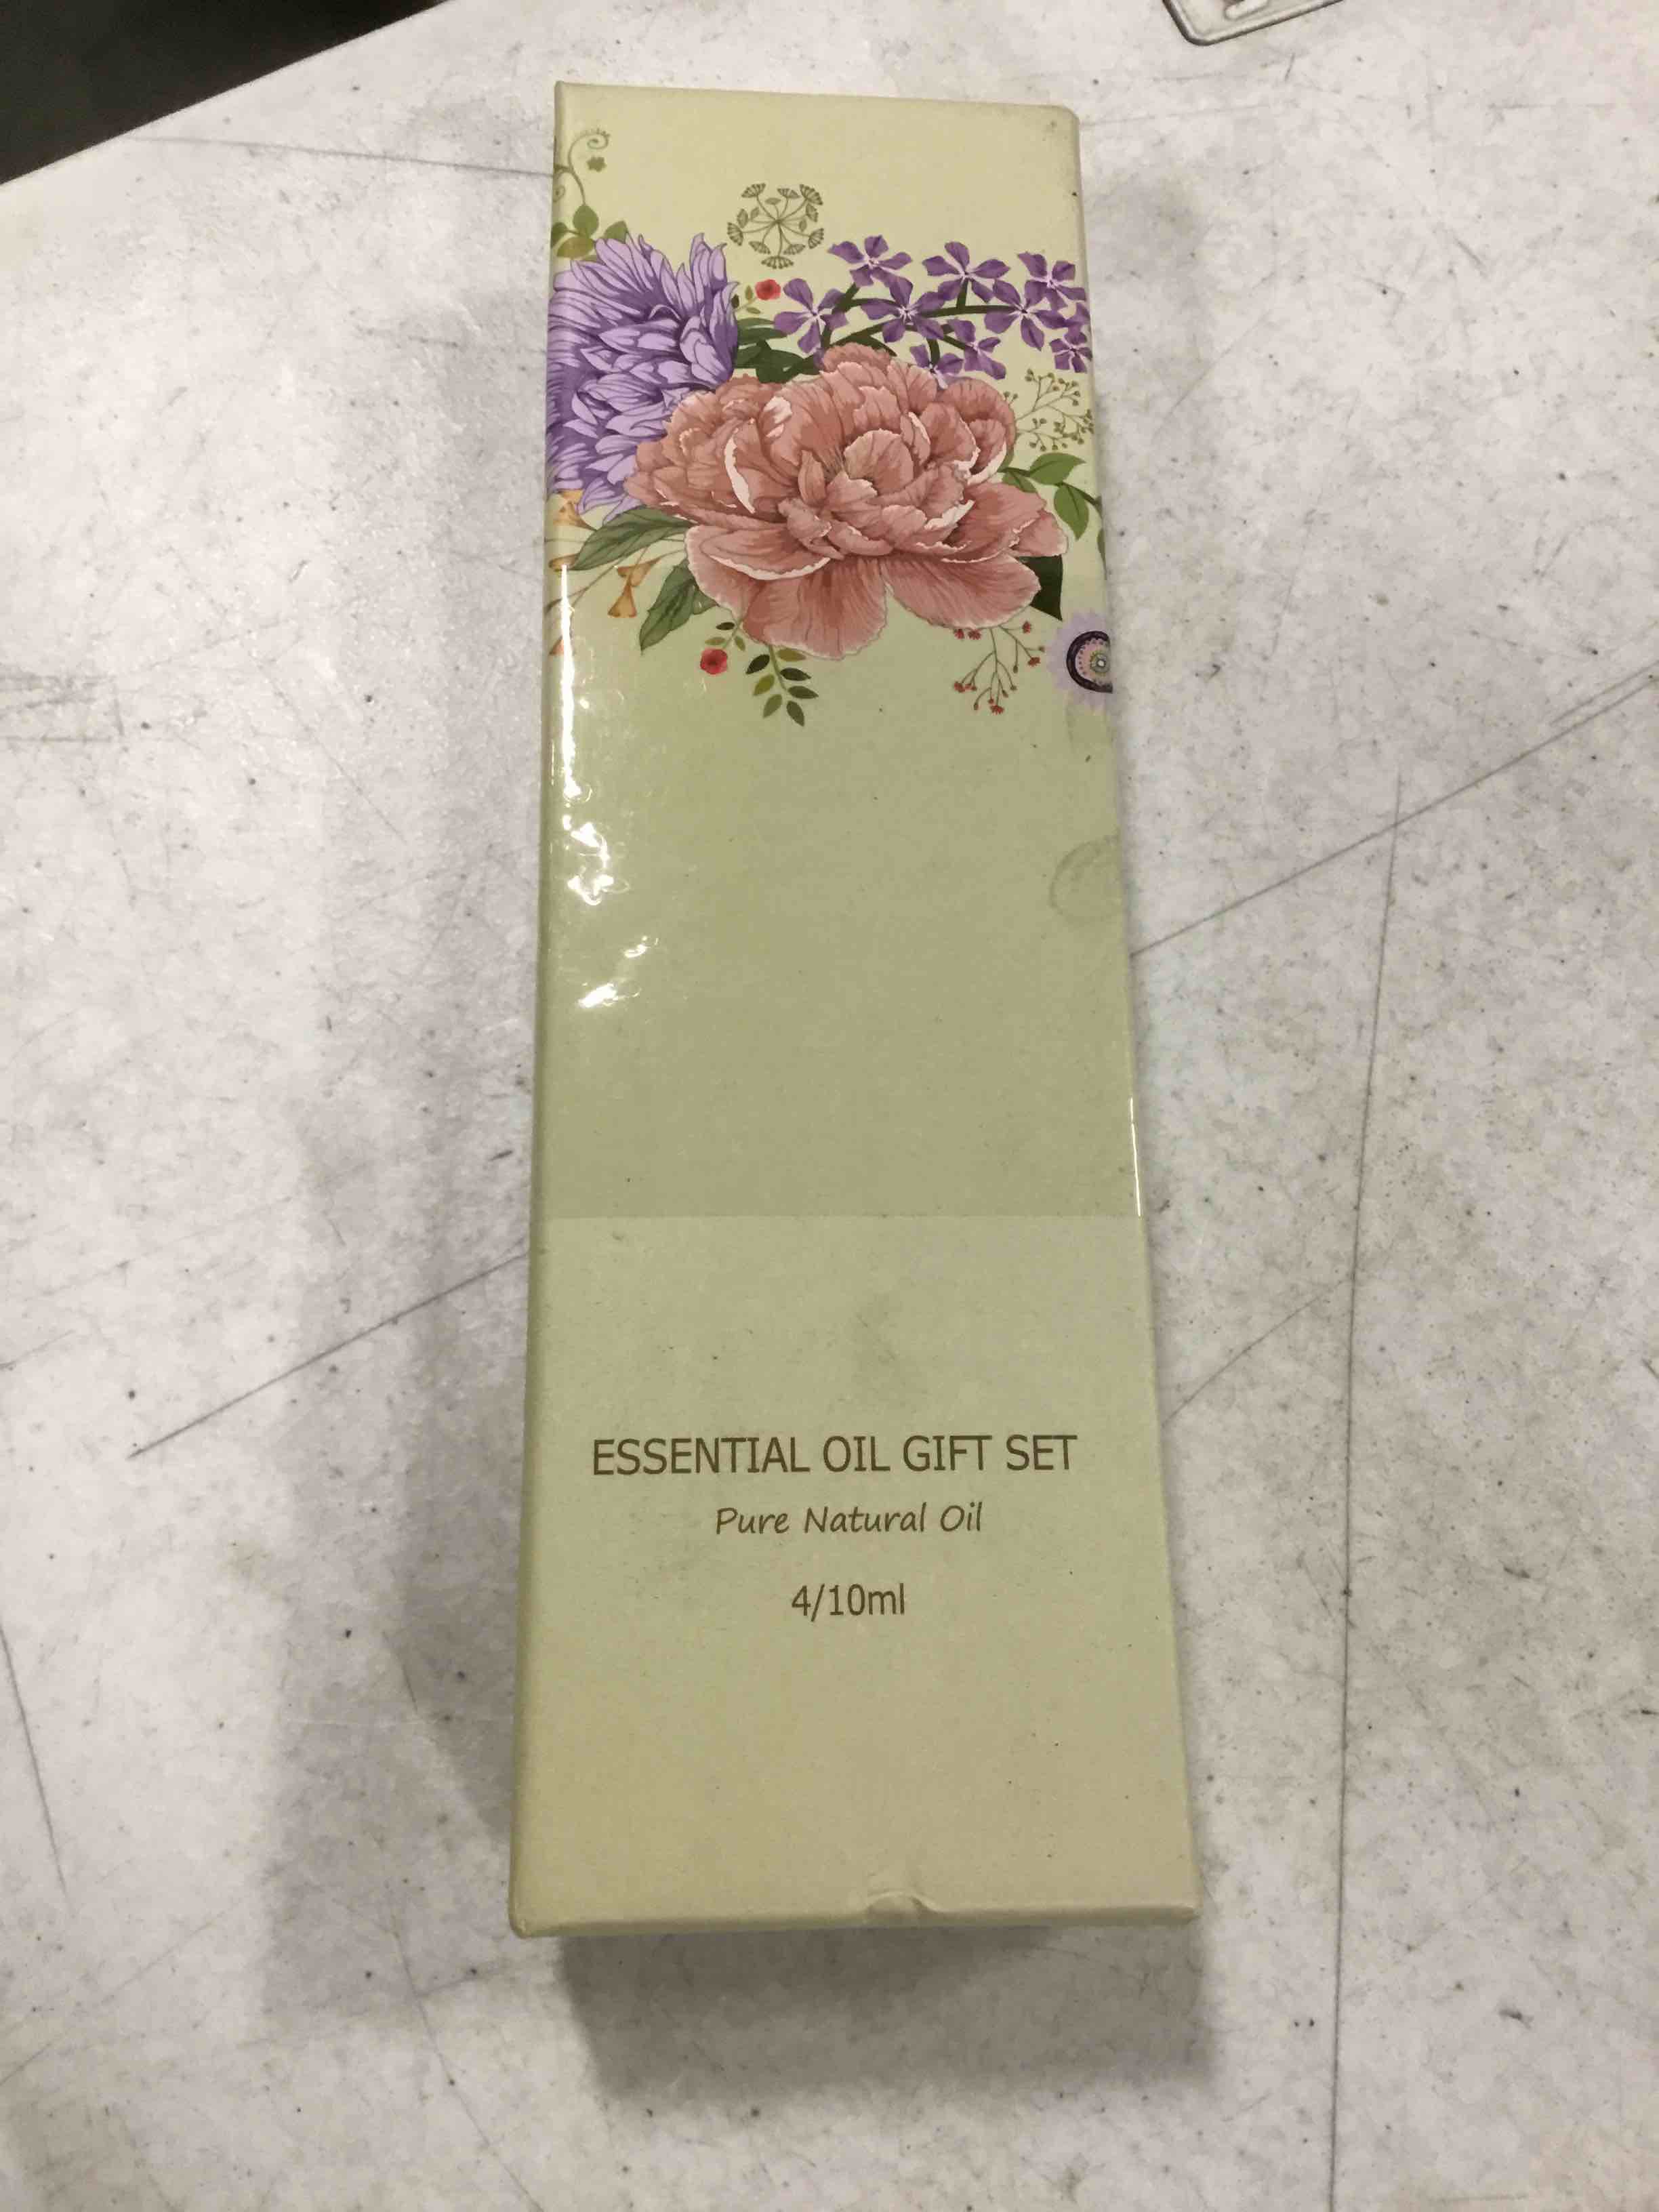 ESSENTIAL OIL GIFT SET
Pure Natural Oil
4/10ml